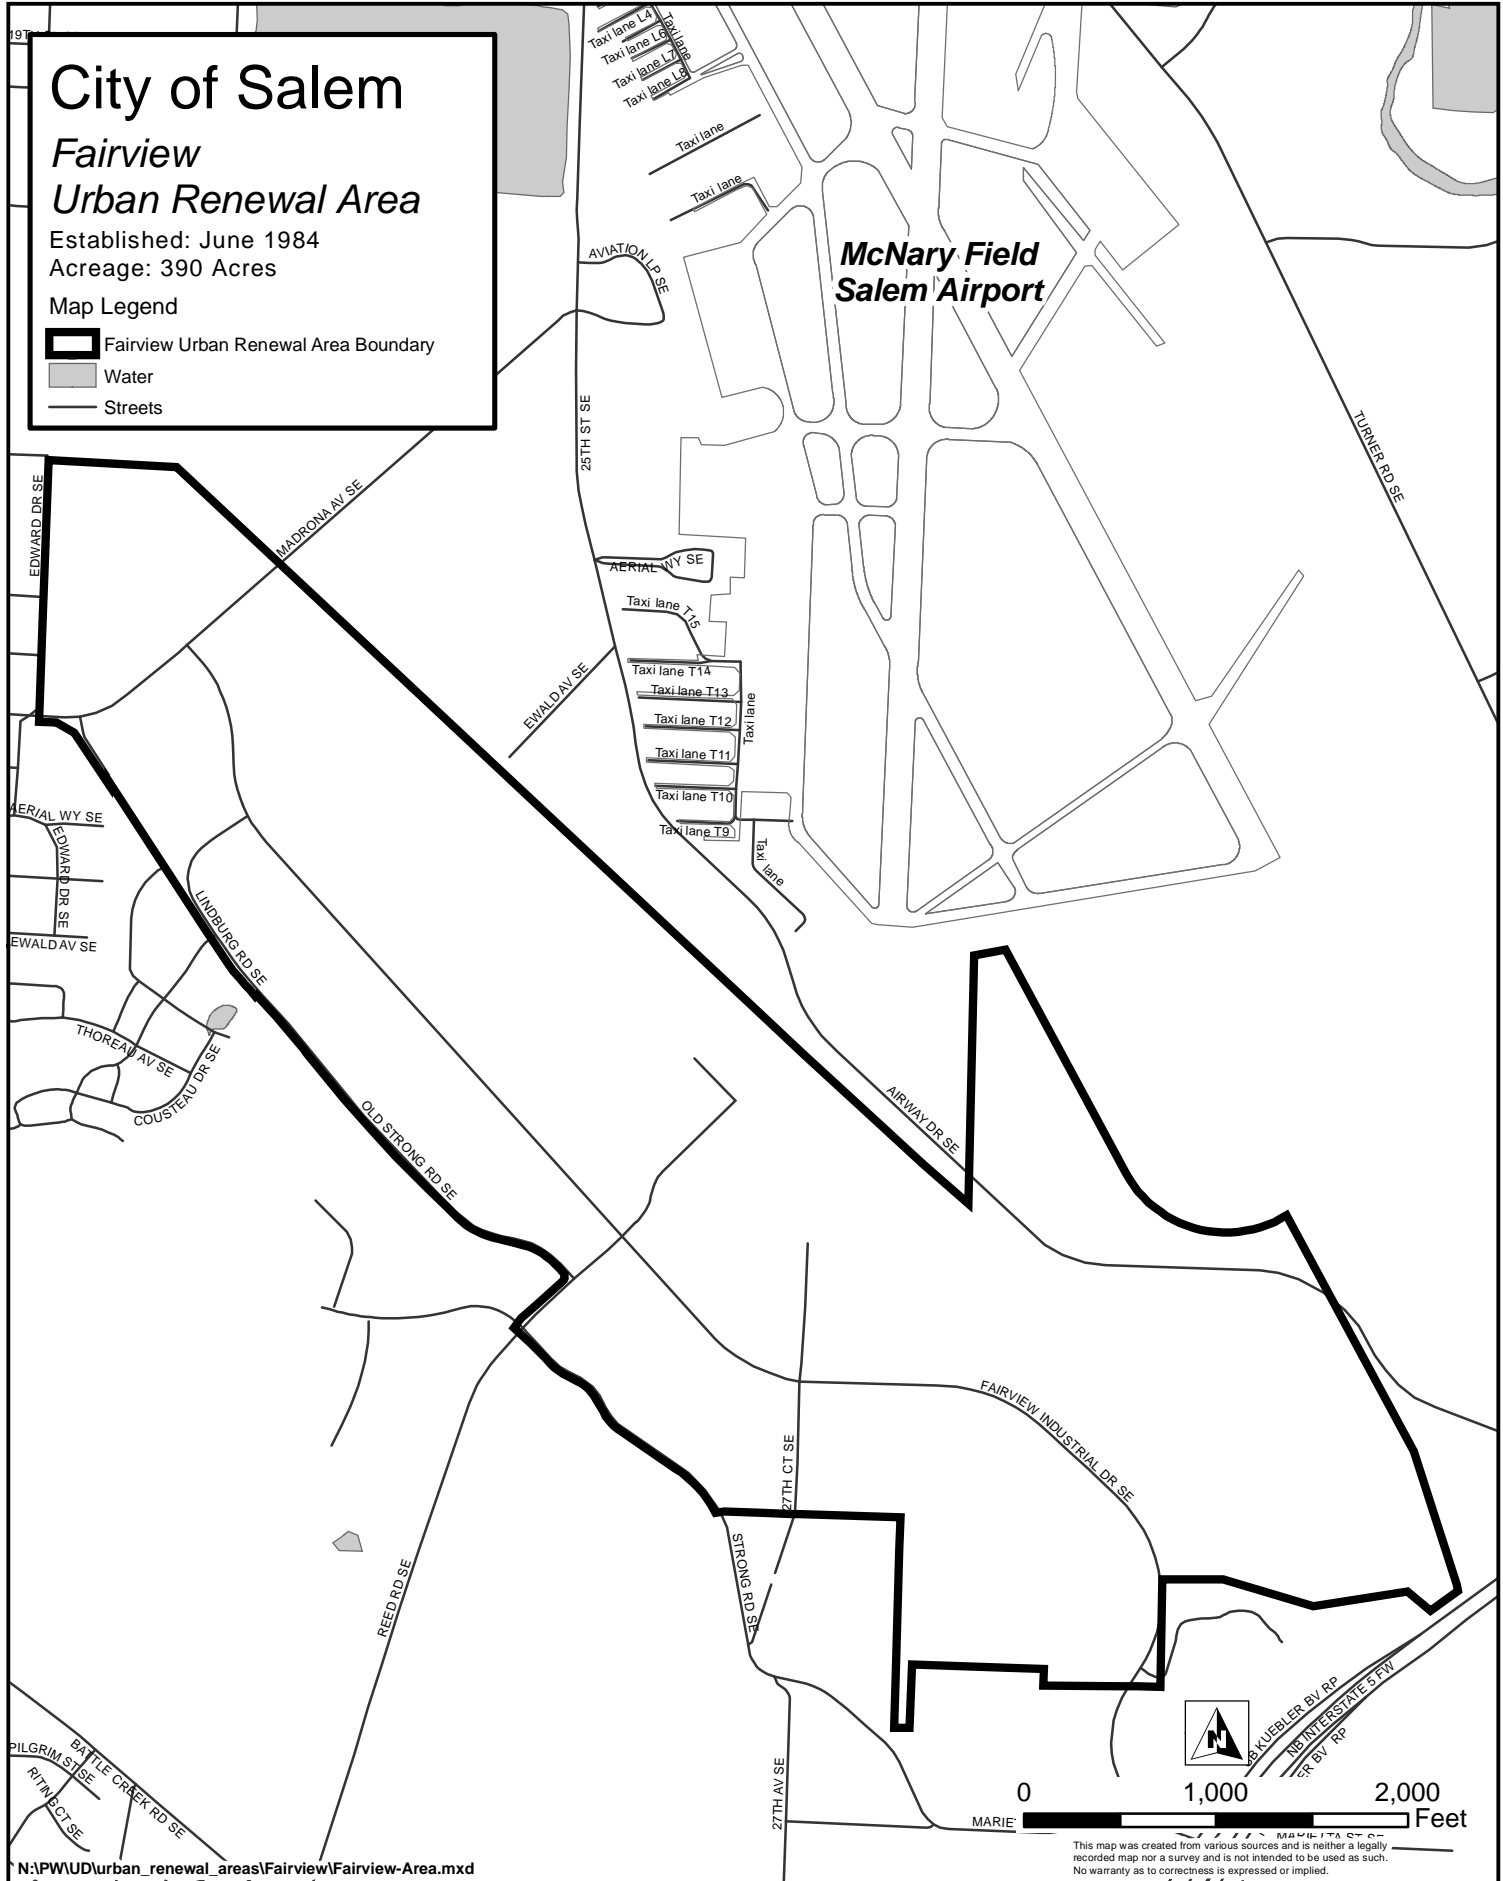 City of Salem
Fairview
Urban Renewal Area
Established: June 1984
Acreage: 390 Acres
Map Legend
Fairview Urban Renewal Area Boundary
Water
Streets
Taxi lane L4
Taxi lane L6
Taxi lane L7
Taxi lane L8
Taxi lane
Taxi lane
Taxi lane
AVIATION LP SE
McNary Field
Salem Airport
25TH ST SE
TURNER RD SE
EDWARD DR SE
MADRONA AV SE
AERIAL WY SE
Taxi lane T15
Taxi lane T14
Taxi lane T13
Taxi lane T12
Taxi lane T11
Taxi lane T10
Taxi lane T9
Taxi lane
Taxi lane
EWALD AV SE
AERIAL WY SE
EDWARD DR SE
EWALD AV SE
LINDBURG RD SE
THOREAU AV SE
COUSTEAU DR SE
OLD STRONG RD SE
AIRWAY DR SE
FAIRVIEW INDUSTRIAL DR SE
27TH CT SE
STRONG RD SE
REED RD SE
27TH AV SE
BATTLE CREEK RD SE
PILGRIM ST SE
RITING CT SE
SB KUEBLER BV RP
NB INTERSTATE 5 FW
ER BV RP
N
0 1,000 2,000
Feet
MARIE
MARIETTA ST SE
This map was created from various sources and is neither a legally
recorded map nor a survey and is not intended to be used as such.
No warranty as to correctness is expressed or implied.
N:\PW\UD\urban_renewal_areas\Fairview\Fairview-Area.mxd